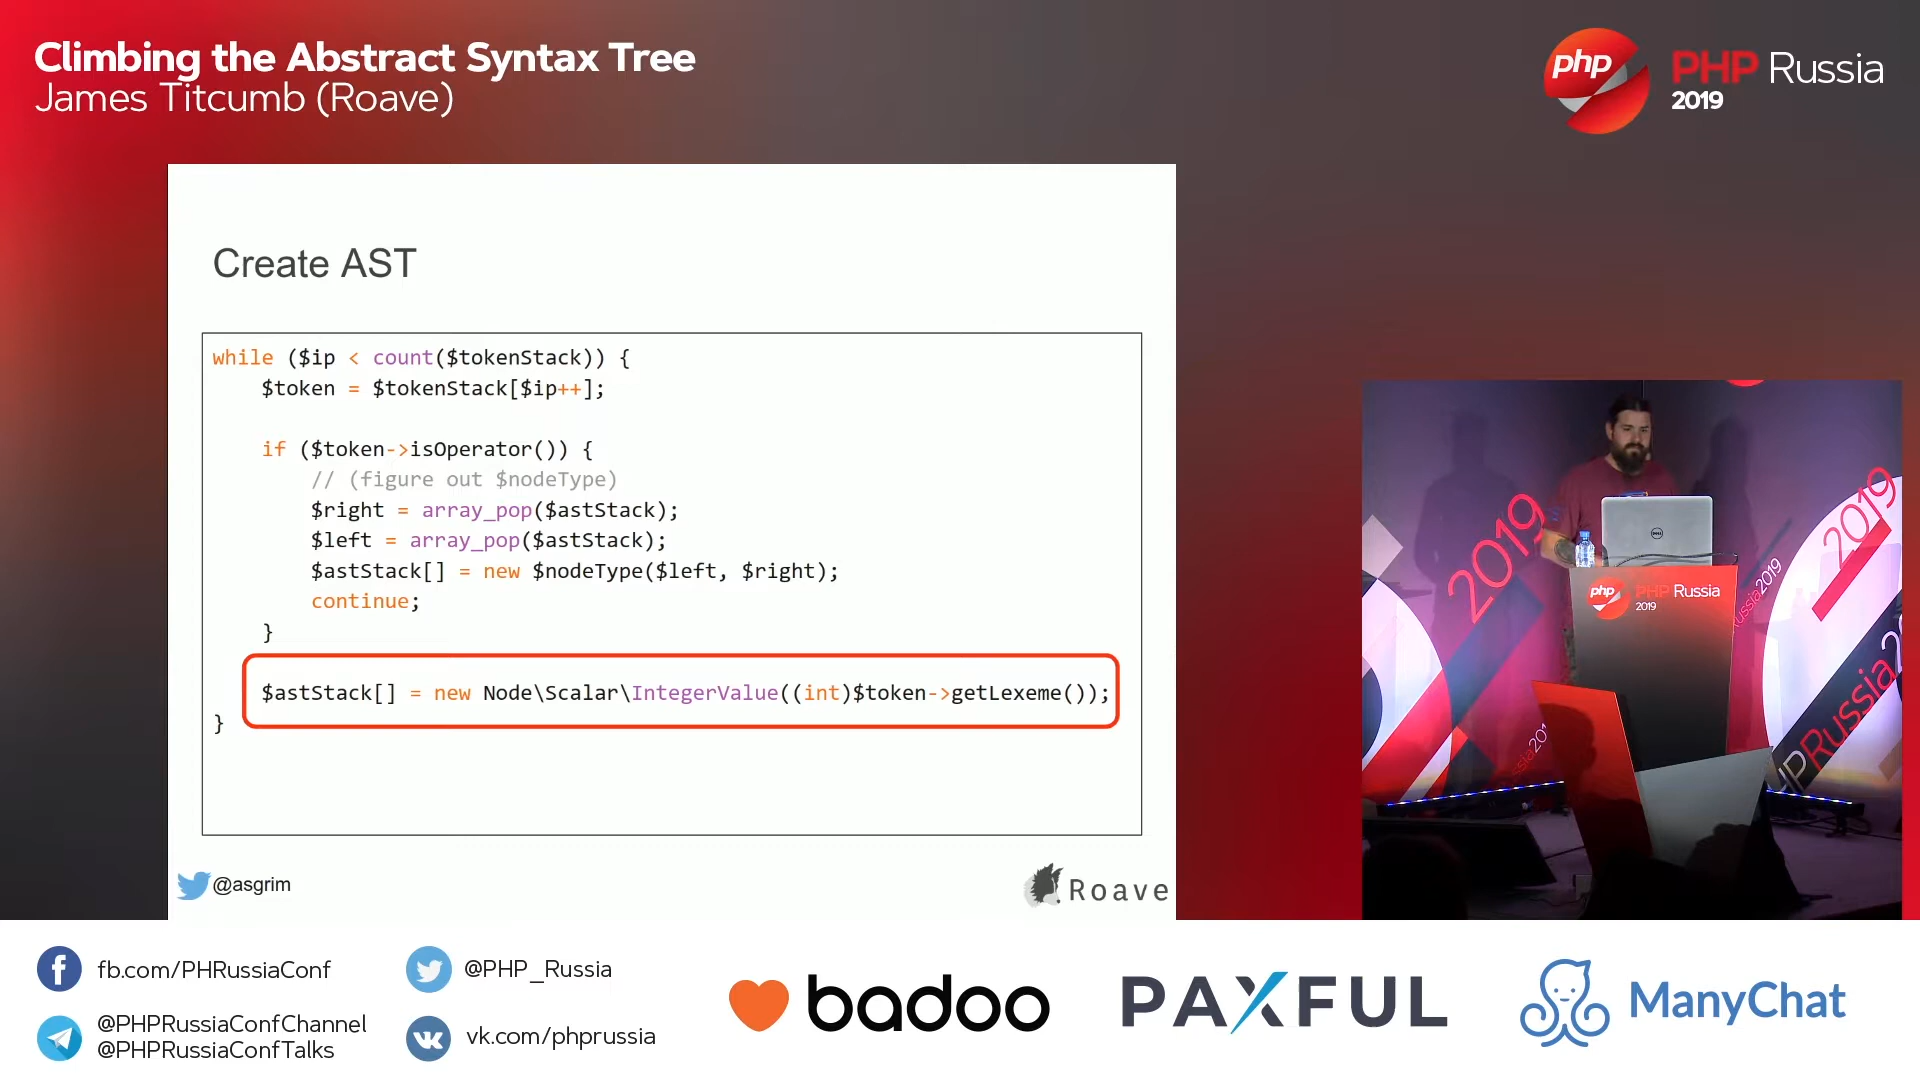 Climbing the Abstract Syntax Tree
James Titcumb (Roave)
php
PHP Russia
2019
Create AST
while ($ip < count($tokenStack)) {
    $token = $tokenStack[$ip++];
    if ($token->isOperator()) {
        // (figure out $nodeType)
        $right = array_pop($astStack);
        $left = array_pop($astStack);
        $astStack[] = new $nodeType($left, $right);
        continue;
    }
    $astStack[] = new Node\Scalar\IntegerValue((int)$token->getLexeme());
}
@asgrim
Roave
2019
2019
DELL
php PHP Russia
2019
ussia2019
PHPRussia2
fb.com/PHRussiaConf
@PHPRussiaConfChannel
@PHPRussiaConfTalks
@PHP_Russia
vk.com/phprussia
badoo
PAXFUL
ManyChat